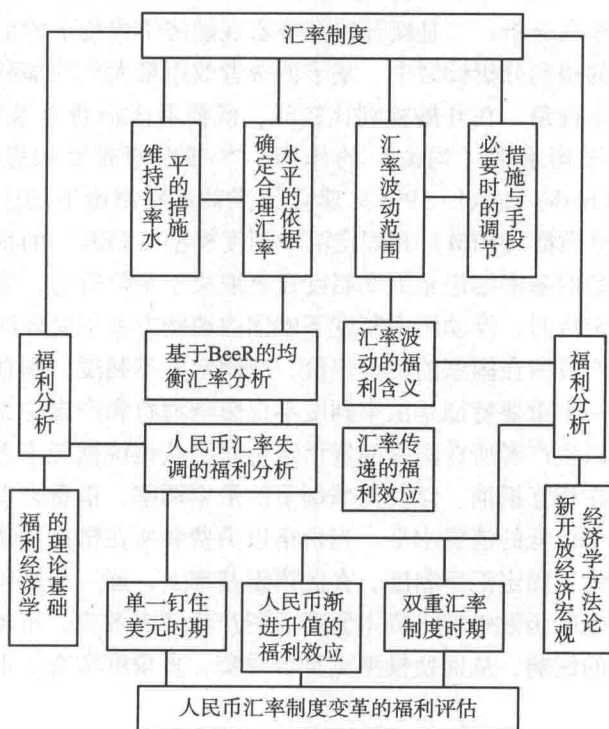 汇率制度
维持汇率水
平的措施
确定合理汇率
水平的依据
汇率波动范围
必要时的调节
措施与手段
福利分析
基于BeeR的均
衡汇率分析
汇率波
动的福
利含义
福利分析
人民币汇率失
调的福利分析
汇率传
递的福
利效应
福利经济学
的理论基础
新开放经济宏观
经济学方法论
单一钉住
美元时期
人民币渐
进升值的
福利效应
双重汇率
制度时期
人民币汇率制度变革的福利评估